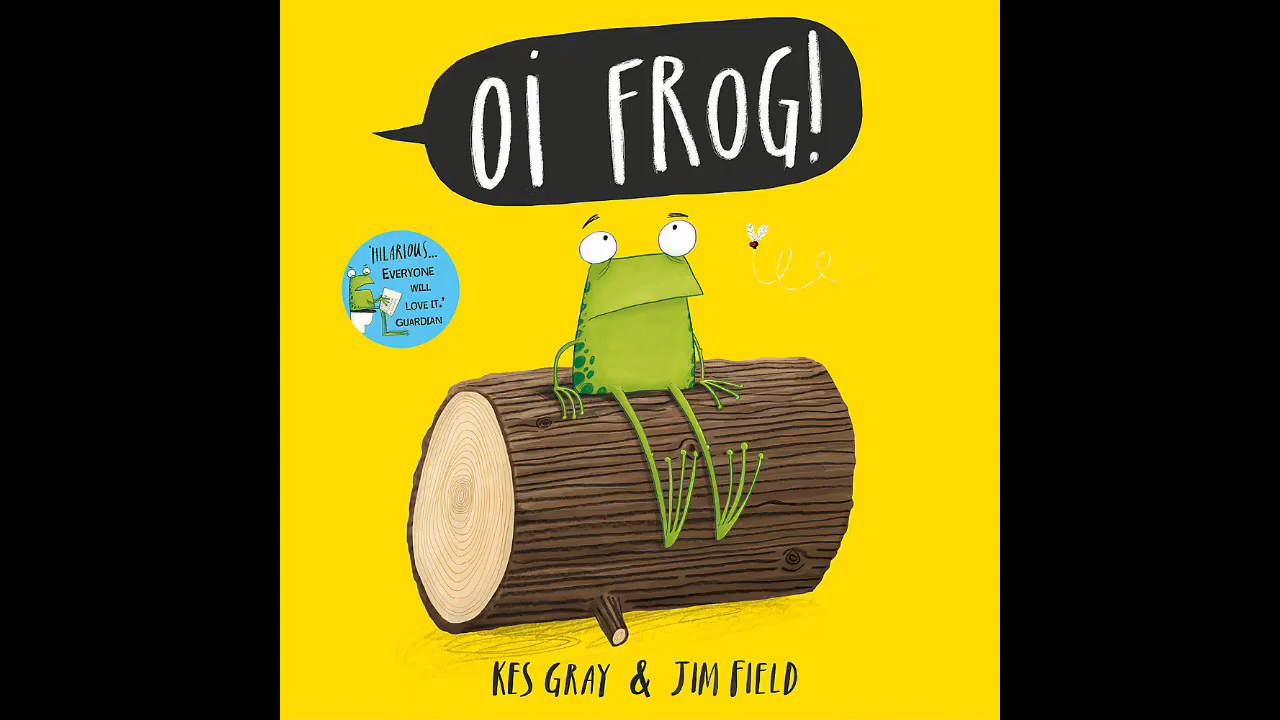 OI FROG!
'HILARIOUS...
EVERYONE
WILL
LOVE IT.'
GUARDIAN
KES GRAY & JIM FIELD